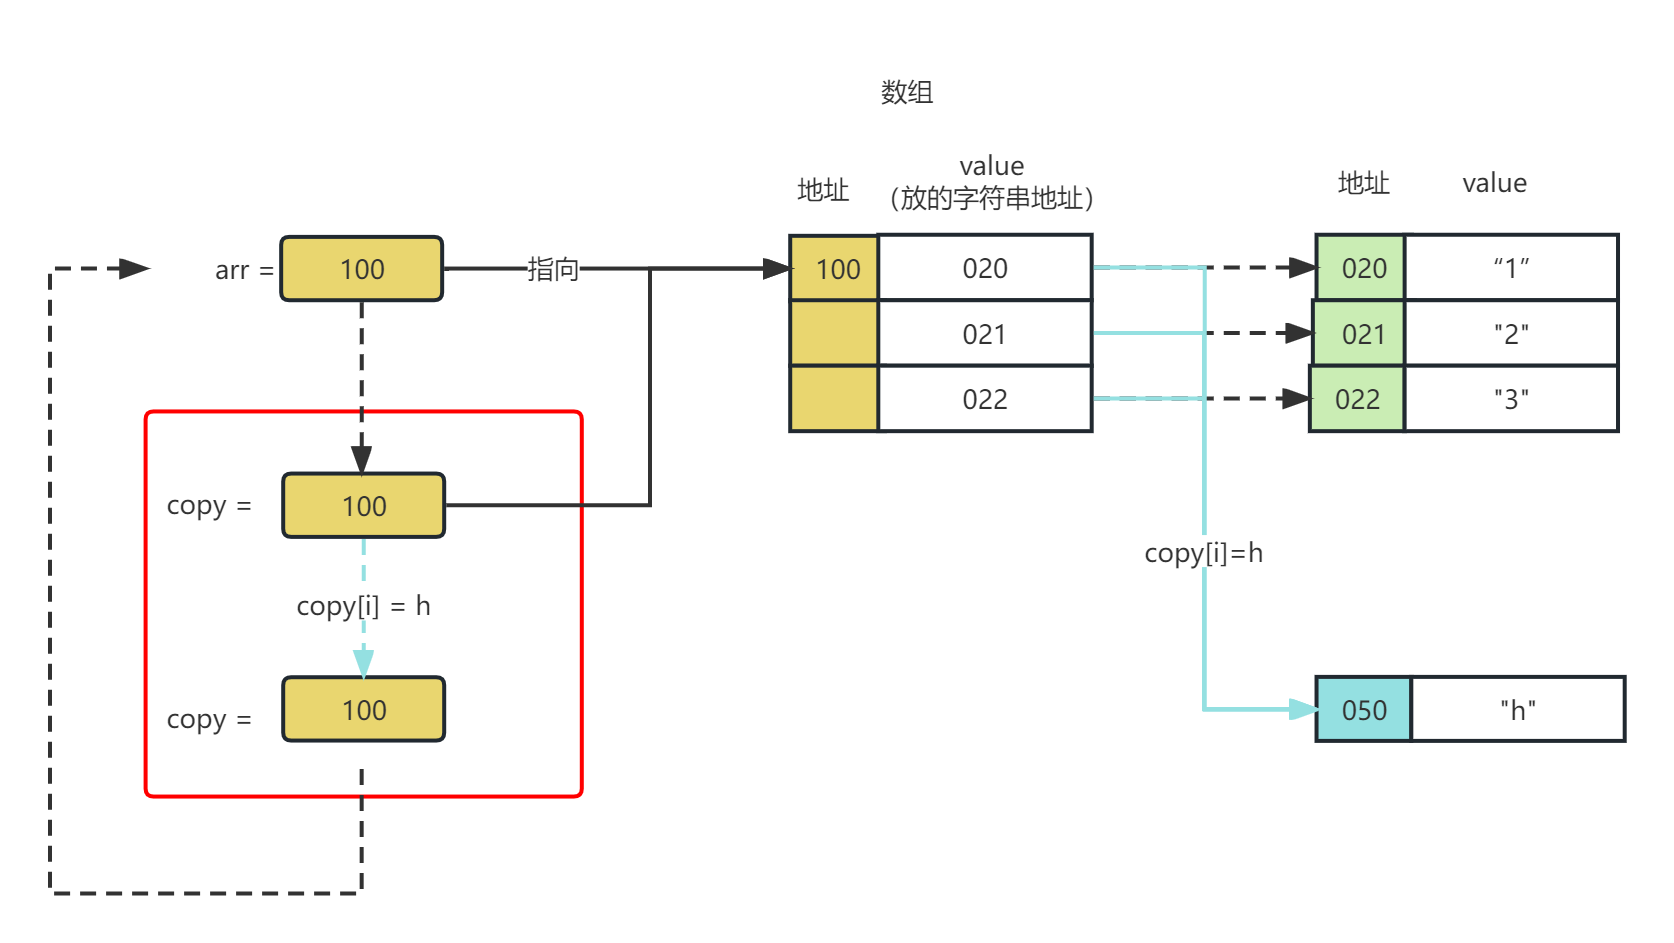 数组
地址
value
（放的字符串地址）
地址
value
arr =
100
指向
100
020
020
“1”
021
021
"2"
022
022
"3"
copy =
100
copy[i]=h
copy[i] = h
copy =
100
050
"h"